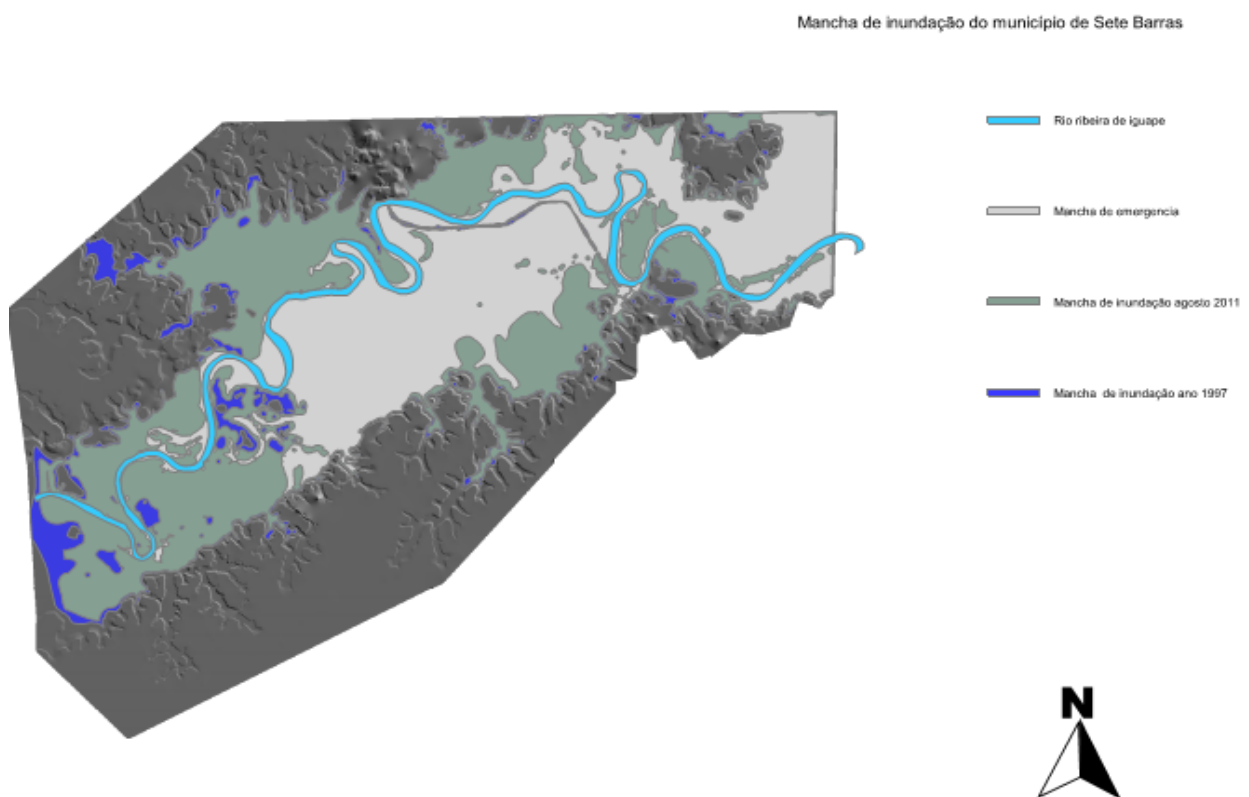 Mancha de inundação do município de Sete Barras
Rio ribeira de iguape
Mancha de emergencia
Mancha de inundação agosto 2011
Mancha de inundação ano 1997
N